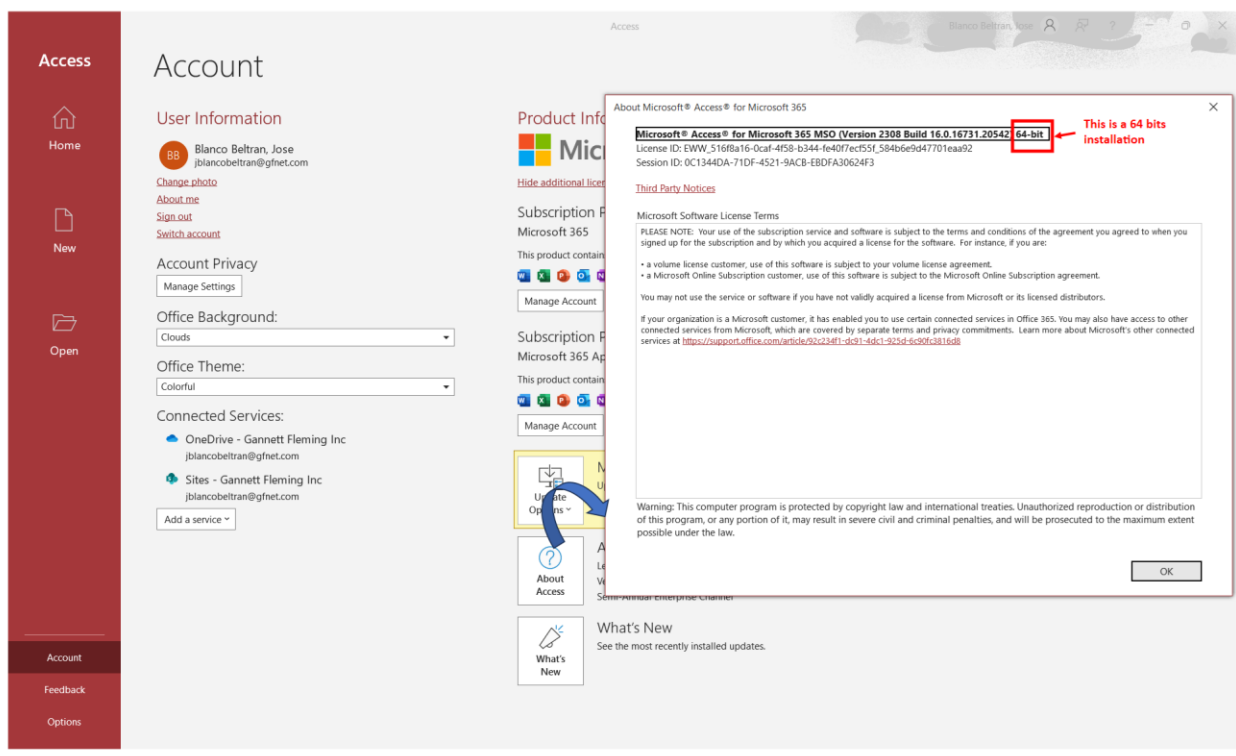 Access
Blanco Beltran, Jose
?
Access
Home
New
Open
Account
Feedback
Options
Account
User Information
BB
Blanco Beltran, Jose
jblancobeltran@gfnet.com
Change photo
About me
Sign out
Switch account
Account Privacy
Manage Settings
Office Background:
Clouds
Office Theme:
Colorful
Connected Services:
OneDrive - Gannett Fleming Inc
jblancobeltran@gfnet.com
Sites - Gannett Fleming Inc
jblancobeltran@gfnet.com
Add a service
Product Info
Micr
Hide additional licen
Subscription P
Microsoft 365
This product contain
Manage Account
Subscription P
Microsoft 365 Ap
This product contain
Manage Account
Update
Options
M
U
About
Access
A
Le
Ve
Semi-Annual Enterprise Channel
What's
New
What's New
See the most recently installed updates.
About Microsoft® Access® for Microsoft 365
Microsoft® Access® for Microsoft 365 MSO (Version 2308 Build 16.0.16731.20542) 64-bit
License ID: EWW_516f8a16-0caf-4f58-b344-fe40f7ecf55f_584b6e9d47701eaa92
Session ID: 0C1344DA-71DF-4521-9ACB-EBDFA30624F3
This is a 64 bits
installation
Third Party Notices
Microsoft Software License Terms
PLEASE NOTE: Your use of the subscription service and software is subject to the terms and conditions of the agreement you agreed to when you
signed up for the subscription and by which you acquired a license for the software. For instance, if you are:
• a volume license customer, use of this software is subject to your volume license agreement.
• a Microsoft Online Subscription customer, use of this software is subject to the Microsoft Online Subscription agreement.
You may not use the service or software if you have not validly acquired a license from Microsoft or its licensed distributors.
If your organization is a Microsoft customer, it has enabled you to use certain connected services in Office 365. You may also have access to other
connected services from Microsoft, which are covered by separate terms and privacy commitments. Learn more about Microsoft's other connected
services at https://support.office.com/article/92c234f1-dc91-4dc1-925d-6c90fc3816d8
Warning: This computer program is protected by copyright law and international treaties. Unauthorized reproduction or distribution
of this program, or any portion of it, may result in severe civil and criminal penalties, and will be prosecuted to the maximum extent
possible under the law.
OK